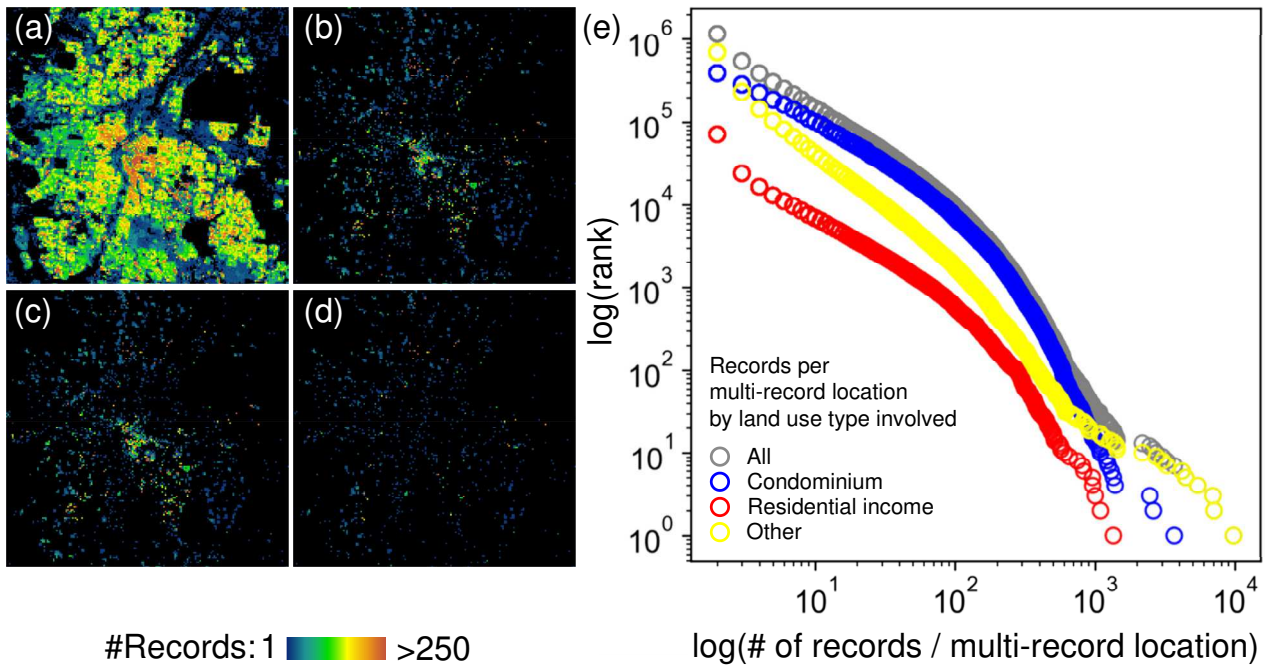 (a)
(b)
(c)
(d)
#Records: 1 >250
(e)
log(rank)
10^6
10^5
10^4
10^3
10^2
10^1
10^0
Records per
multi-record location
by land use type involved
All
Condominium
Residential income
Other
10^1 10^2 10^3 10^4
log(# of records / multi-record location)